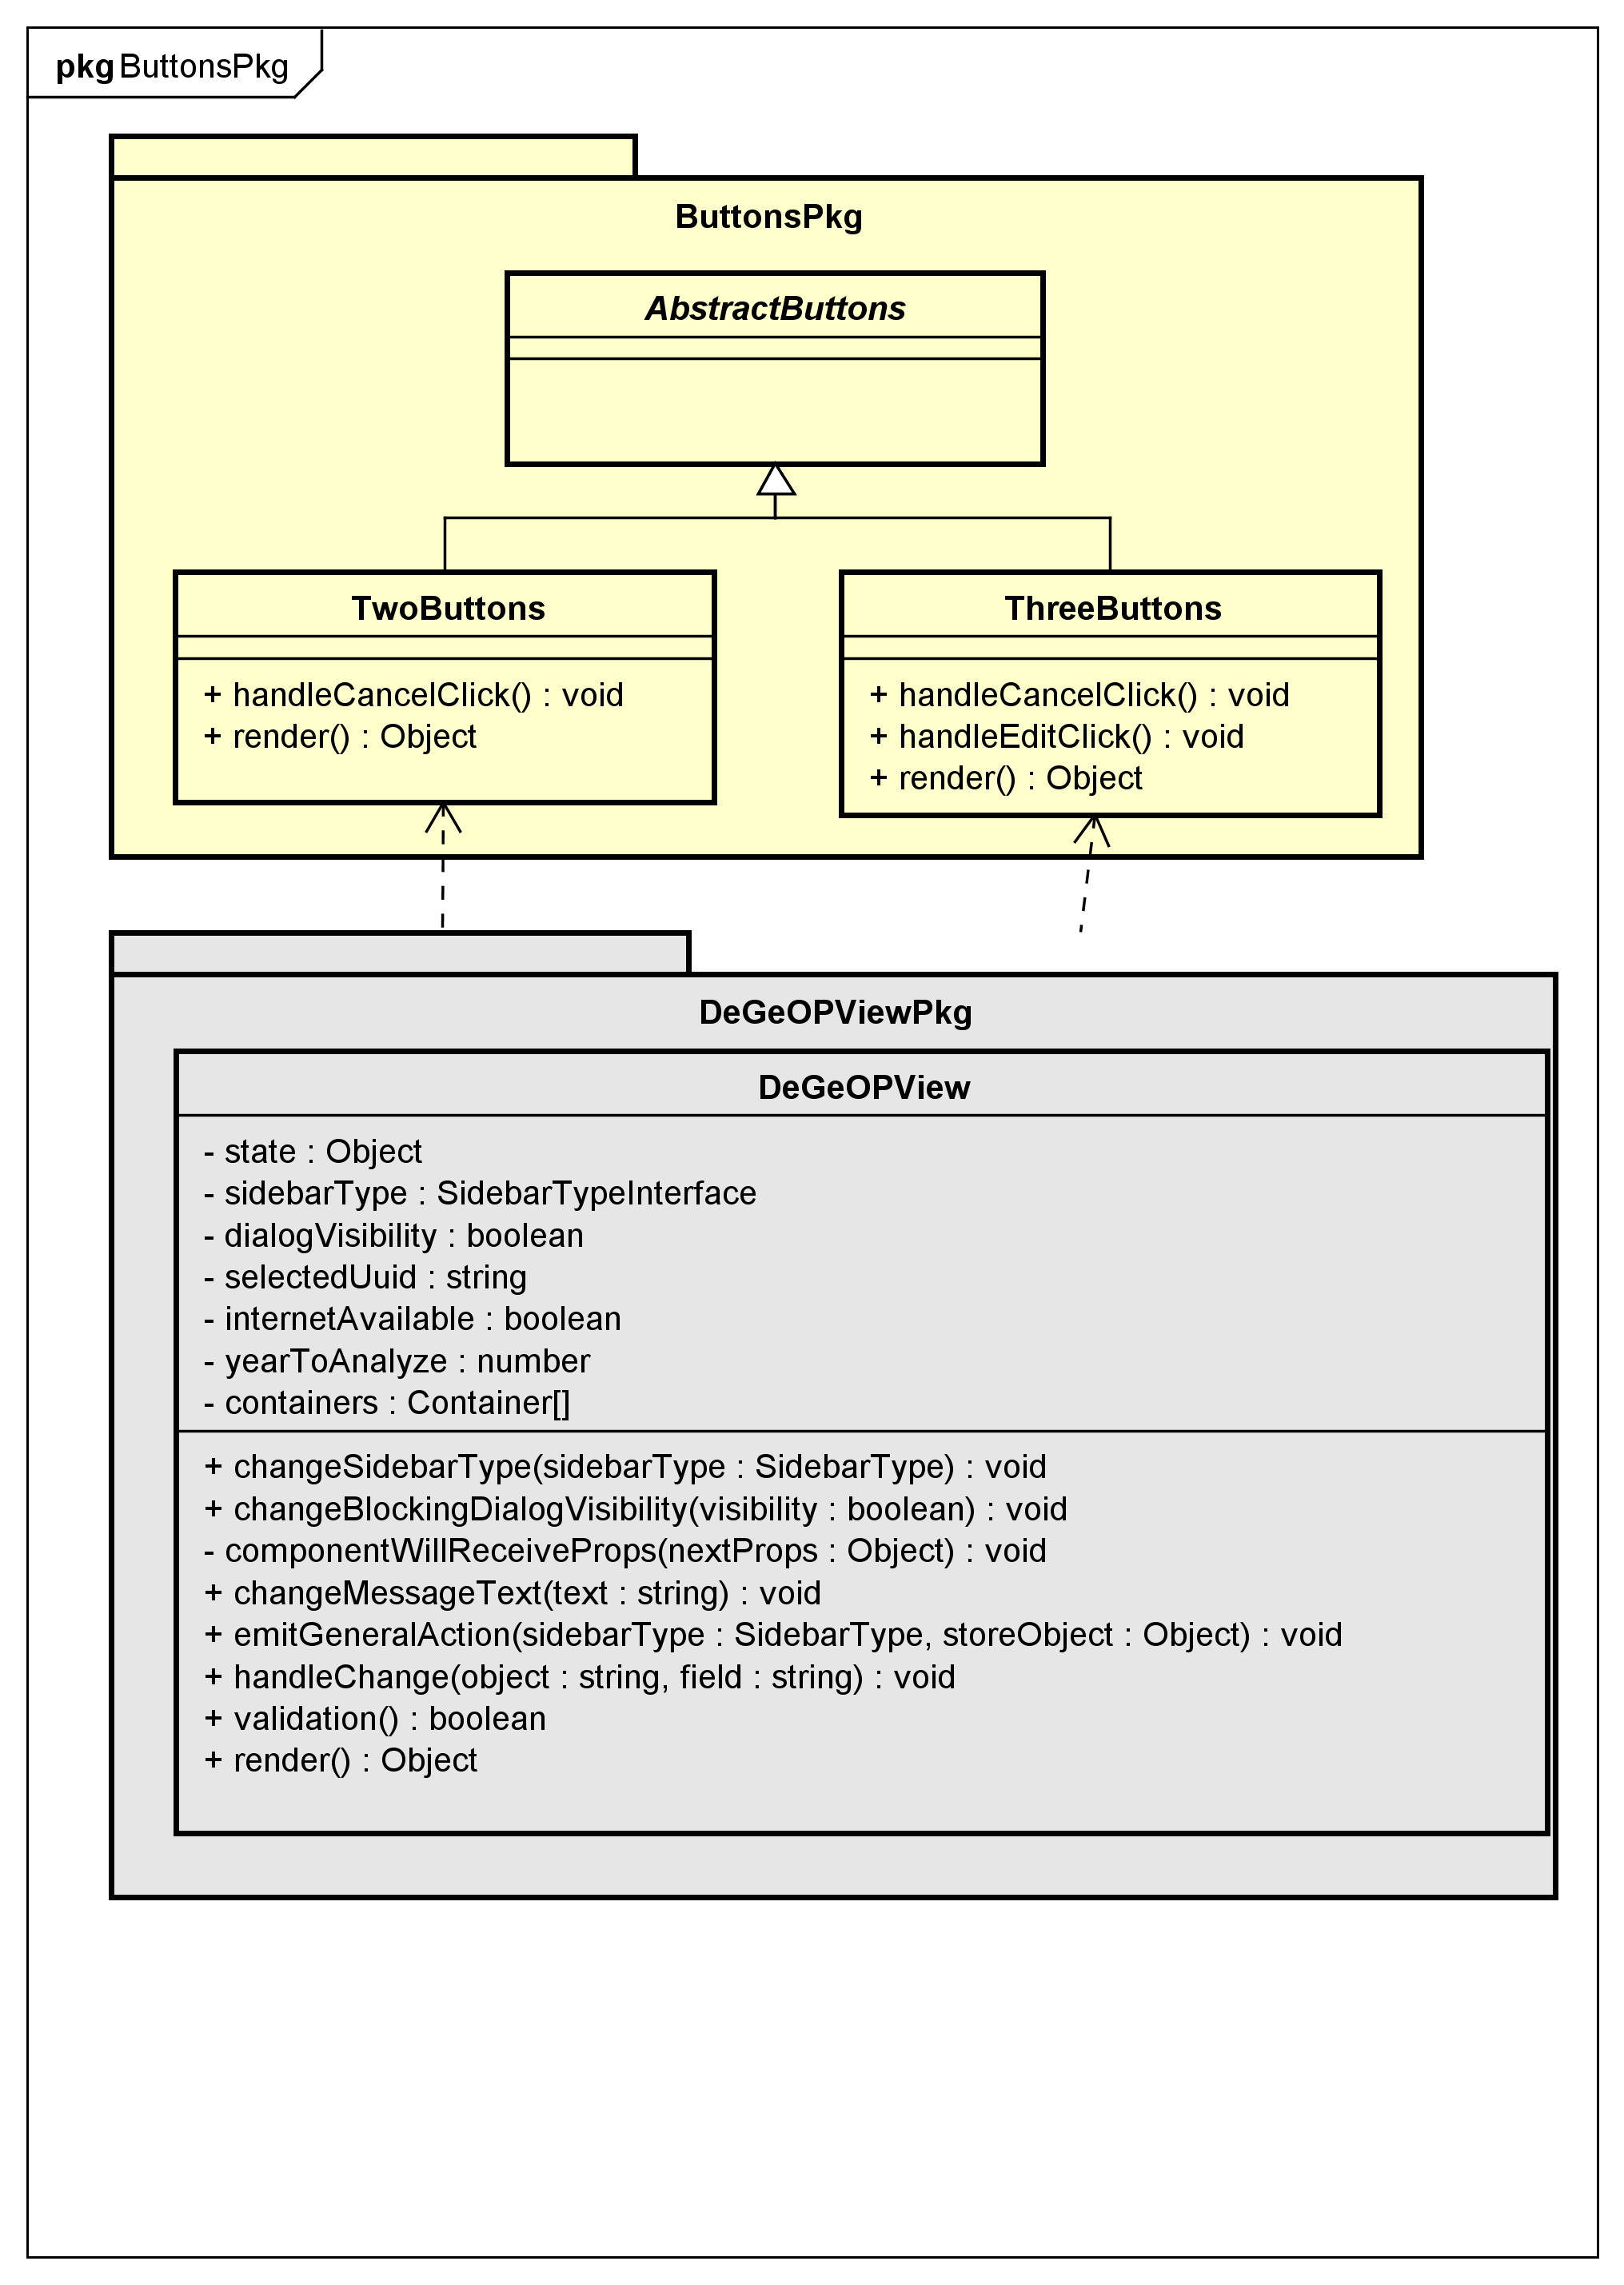 pkg ButtonsPkg
ButtonsPkg
AbstractButtons
TwoButtons
+ handleCancelClick() : void
+ render() : Object
ThreeButtons
+ handleCancelClick() : void
+ handleEditClick() : void
+ render() : Object
DeGeOPViewPkg
DeGeOPView
- state : Object
- sidebarType : SidebarTypeInterface
- dialogVisibility : boolean
- selectedUuid : string
- internetAvailable : boolean
- yearToAnalyze : number
- containers : Container[]
+ changeSidebarType(sidebarType : SidebarType) : void
+ changeBlockingDialogVisibility(visibility : boolean) : void
- componentWillReceiveProps(nextProps : Object) : void
+ changeMessageText(text : string) : void
+ emitGeneralAction(sidebarType : SidebarType, storeObject : Object) : void
+ handleChange(object : string, field : string) : void
+ validation() : boolean
+ render() : Object